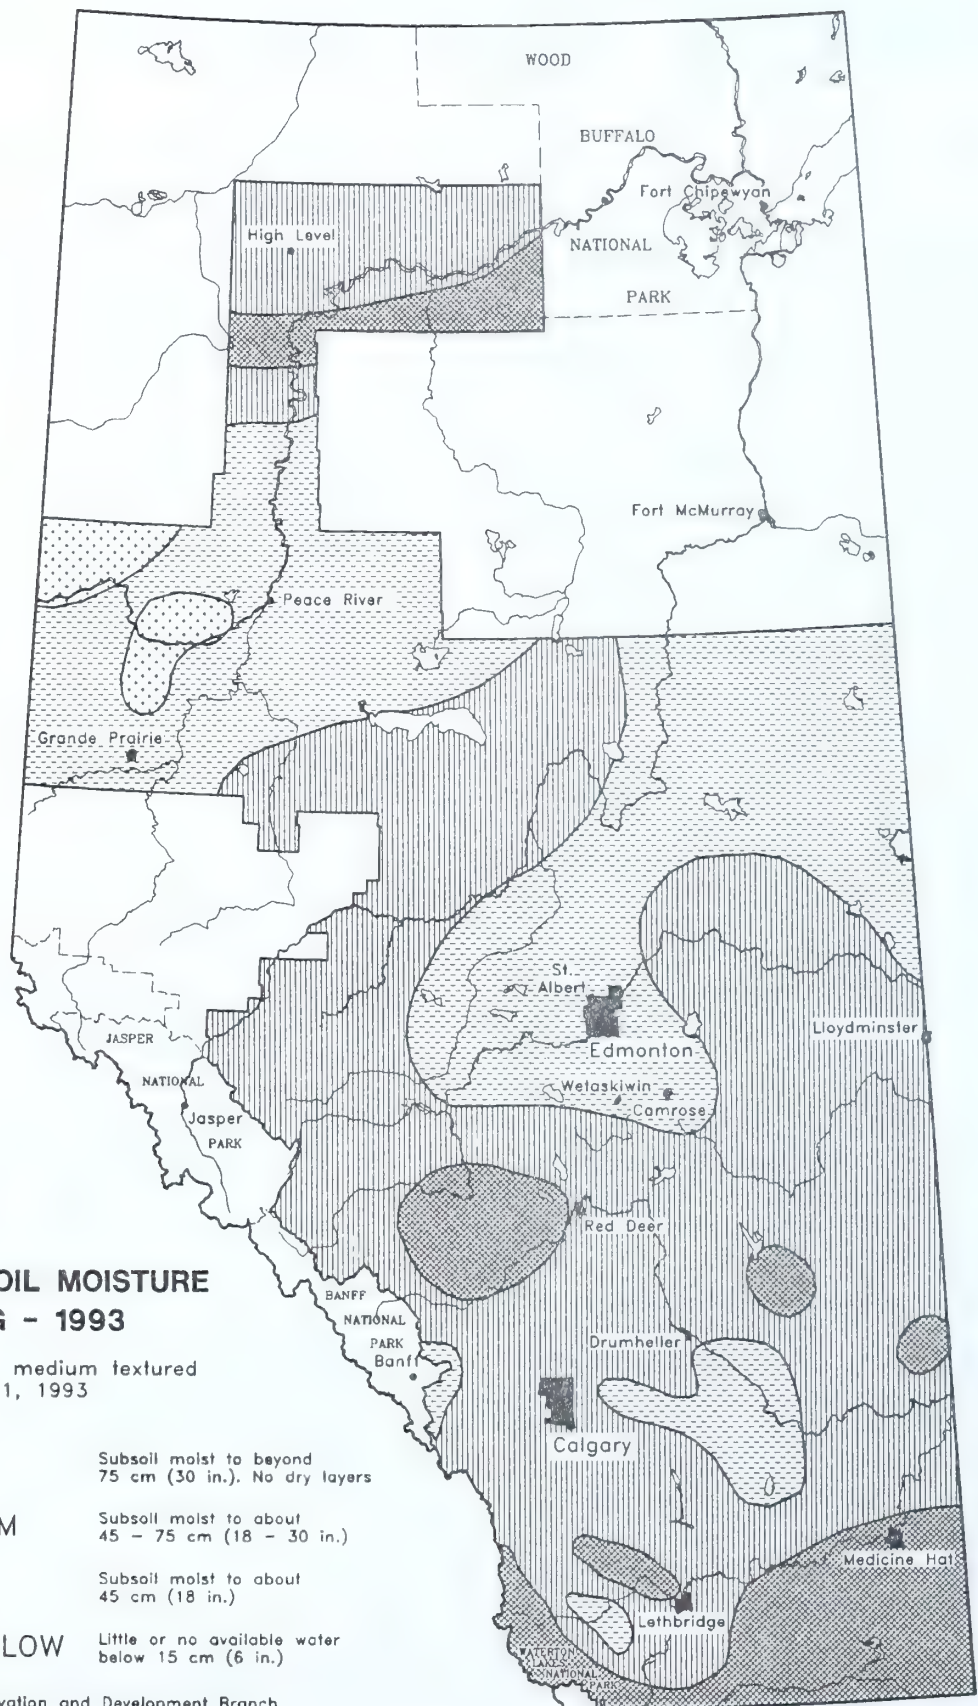 WOOD
BUFFALO
Fort Chipewyan
High Level
NATIONAL
PARK
Fort McMurray
Peace River
Grande Prairie
St.
Albert
Lloydminster
JASPER
Edmonton
NATIONAL
Wetaskiwin
Camrose
Jasper
PARK
Red Deer
OIL MOISTURE
G - 1993
BANFF
NATIONAL
PARK
Banff
Drumheller
medium textured
1, 1993
Calgary
Subsoil moist to beyond
75 cm (30 in.). No dry layers
M
Subsoil moist to about
45 - 75 cm (18 - 30 in.)
Medicine Hat
Subsoil moist to about
45 cm (18 in.)
Lethbridge
LOW
Little or no available water
below 15 cm (6 in.)
WATERTON
LAKES
NATIONAL
PARK
vation and Development Branch